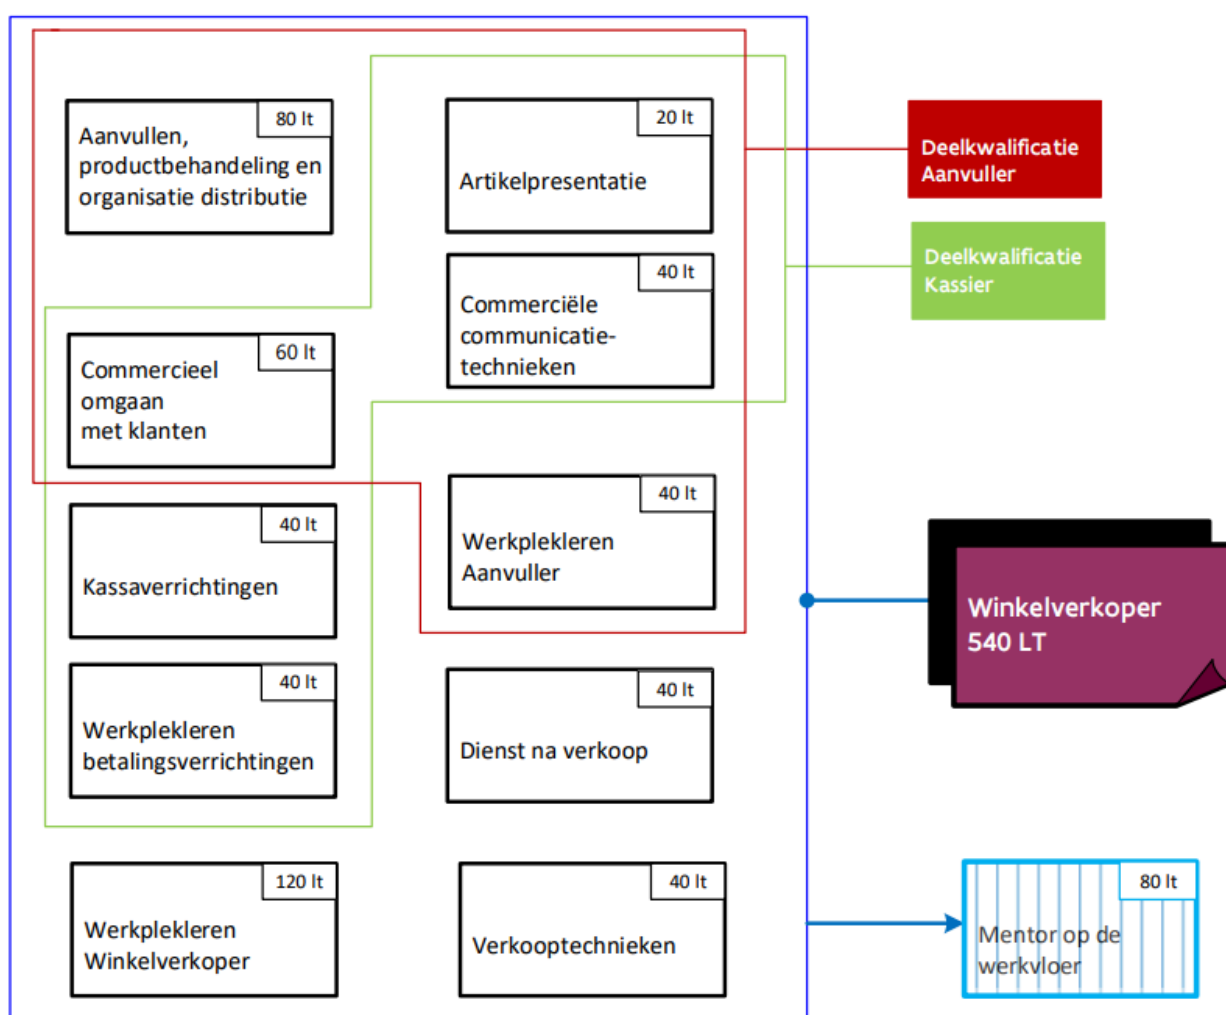 80 lt
Aanvullen,
productbehandeling en
organisatie distributie
20 lt
Artikelpresentatie
Deelkwalificatie
Aanvuller
40 lt
Commerciële
communicatie-
technieken
Deelkwalificatie
Kassier
60 lt
Commercieel
omgaan
met klanten
40 lt
Kassaverrichtingen
40 lt
Werkplekleren
Aanvuller
Winkelverkoper
540 LT
40 lt
Werkplekleren
betalingsverrichtingen
40 lt
Dienst na verkoop
120 lt
Werkplekleren
Winkelverkoper
40 lt
Verkooptechnieken
80 lt
Mentor op de
werkvloer